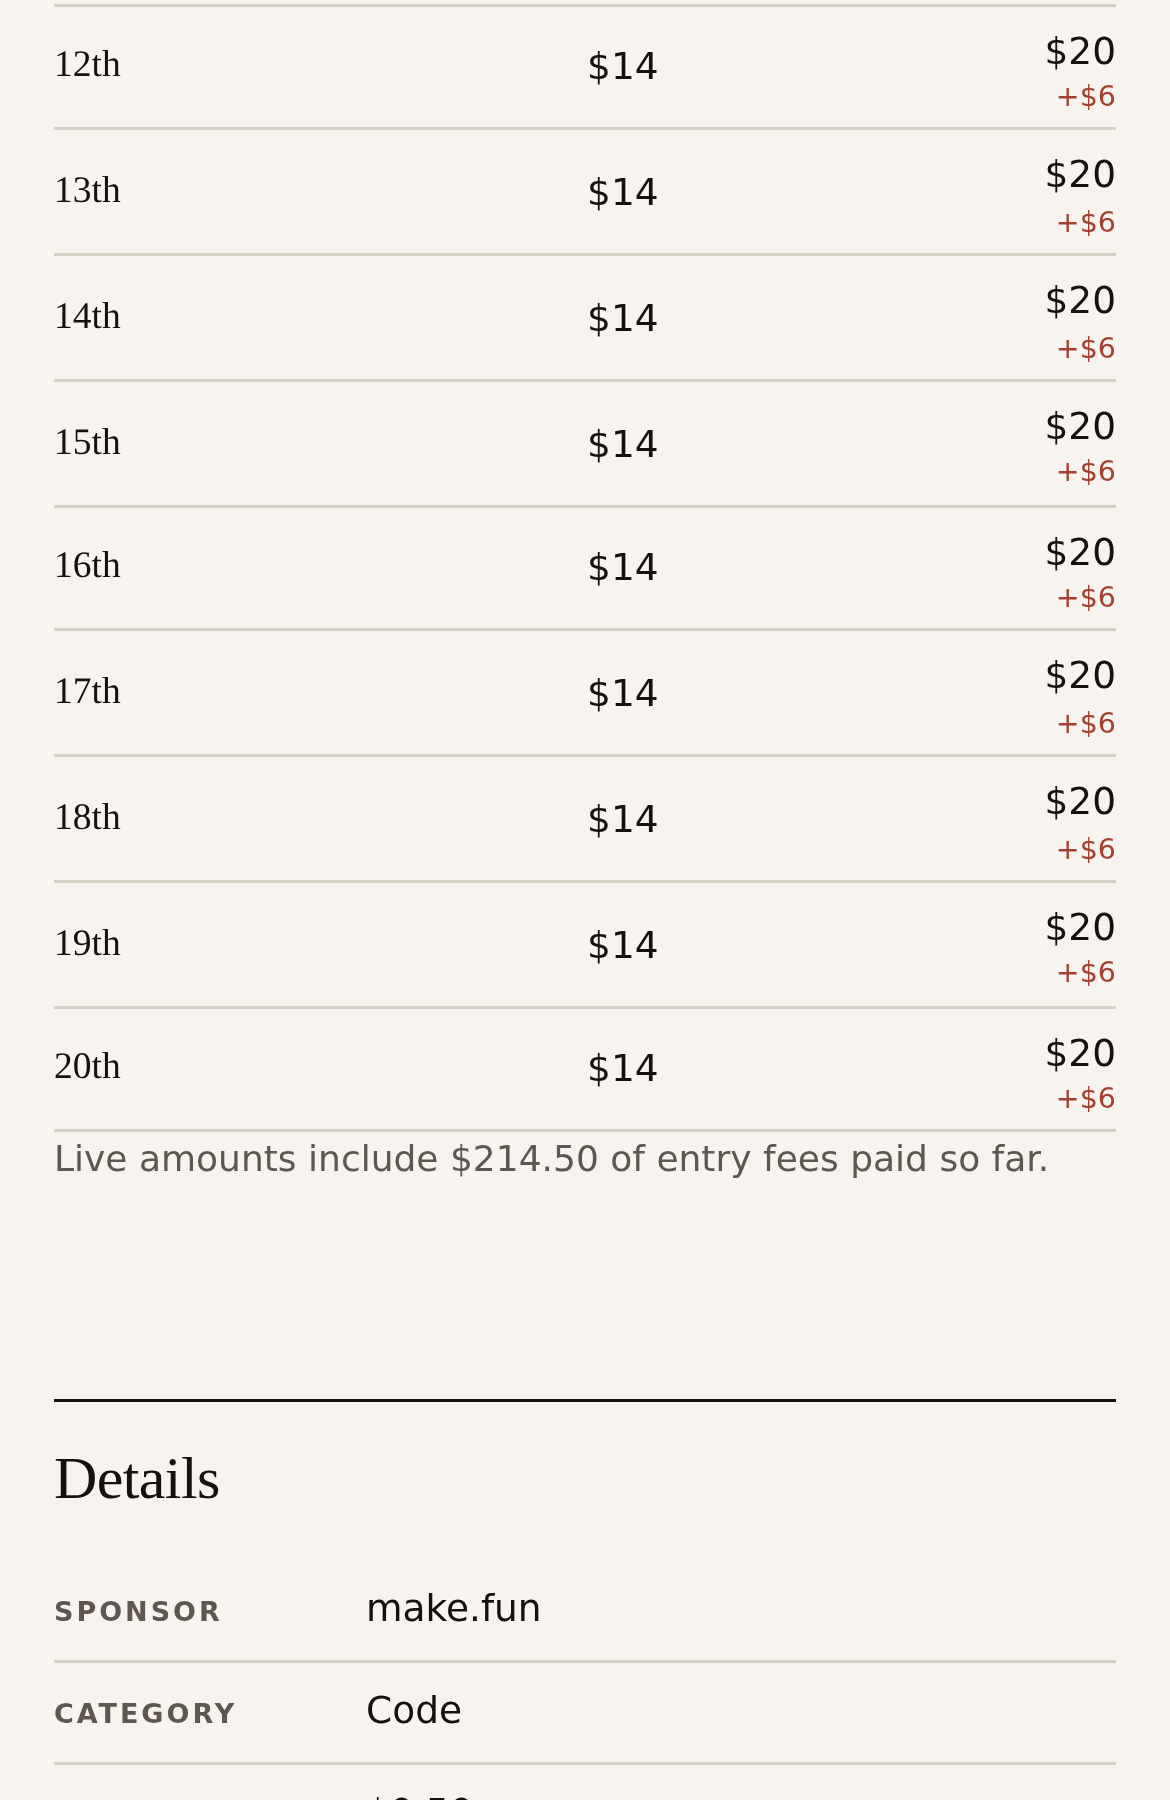 12th $14 $20
+$6
13th $14 $20
+$6
14th $14 $20
+$6
15th $14 $20
+$6
16th $14 $20
+$6
17th $14 $20
+$6
18th $14 $20
+$6
19th $14 $20
+$6
20th $14 $20
+$6
Live amounts include $214.50 of entry fees paid so far.
Details
SPONSOR make.fun
CATEGORY Code